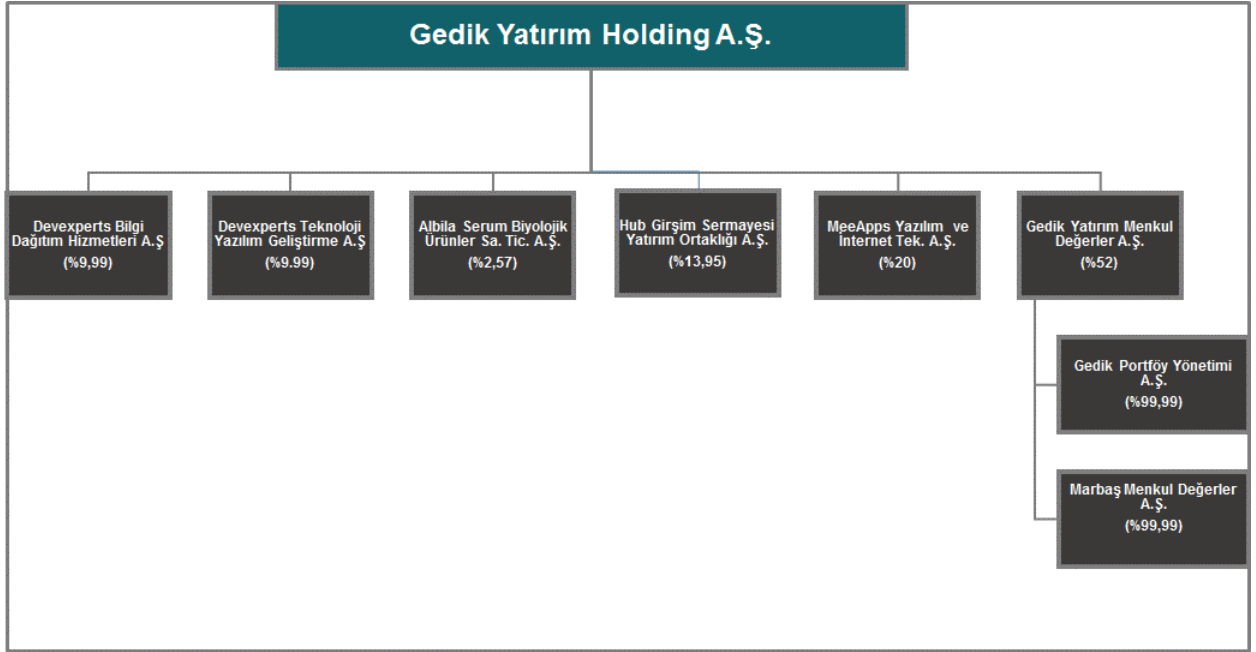 Gedik Yatırım Holding A.Ş.
Devexperts Bilgi
Dağıtım Hizmetleri A.Ş
(%9,99)
Devexperts Teknoloji
Yazılım Geliştirme A.Ş
(%9.99)
Albila Serum Biyolojik
Ürünler Sa. Tic. A.Ş.
(%2,57)
Hub Girşim Sermayesi
Yatırım Ortaklığı A.Ş.
(%13,95)
MeeApps Yazılım ve
İnternet Tek. A.Ş.
(%20)
Gedik Yatırım Menkul
Değerler A.Ş.
(%52)
Gedik Portföy Yönetimi
A.Ş.
(%99,99)
Marbaş Menkul Değerler
A.Ş.
(%99,99)